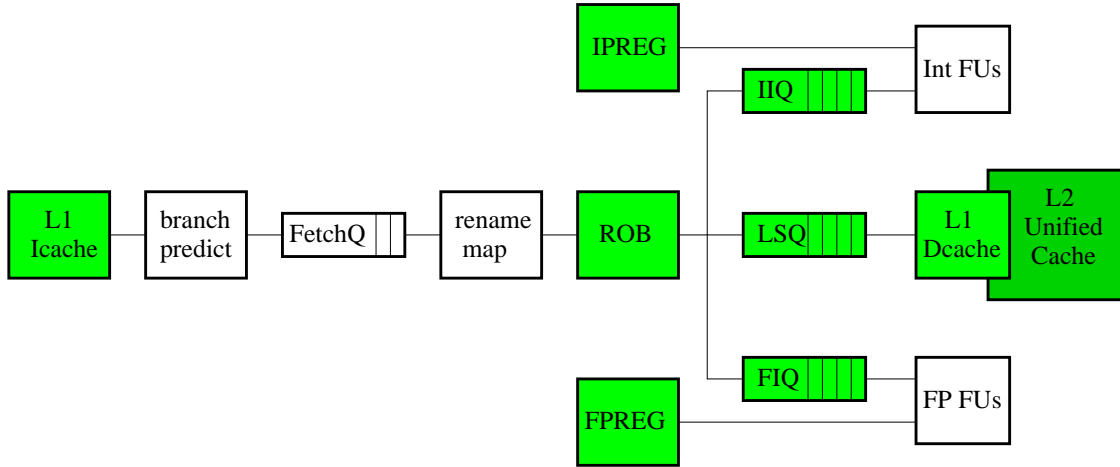 IPREG
Int FUs
IIQ
L1
Icache
branch
predict
FetchQ
rename
map
ROB
LSQ
L1
Dcache
L2
Unified
Cache
FIQ
FPREG
FP FUs